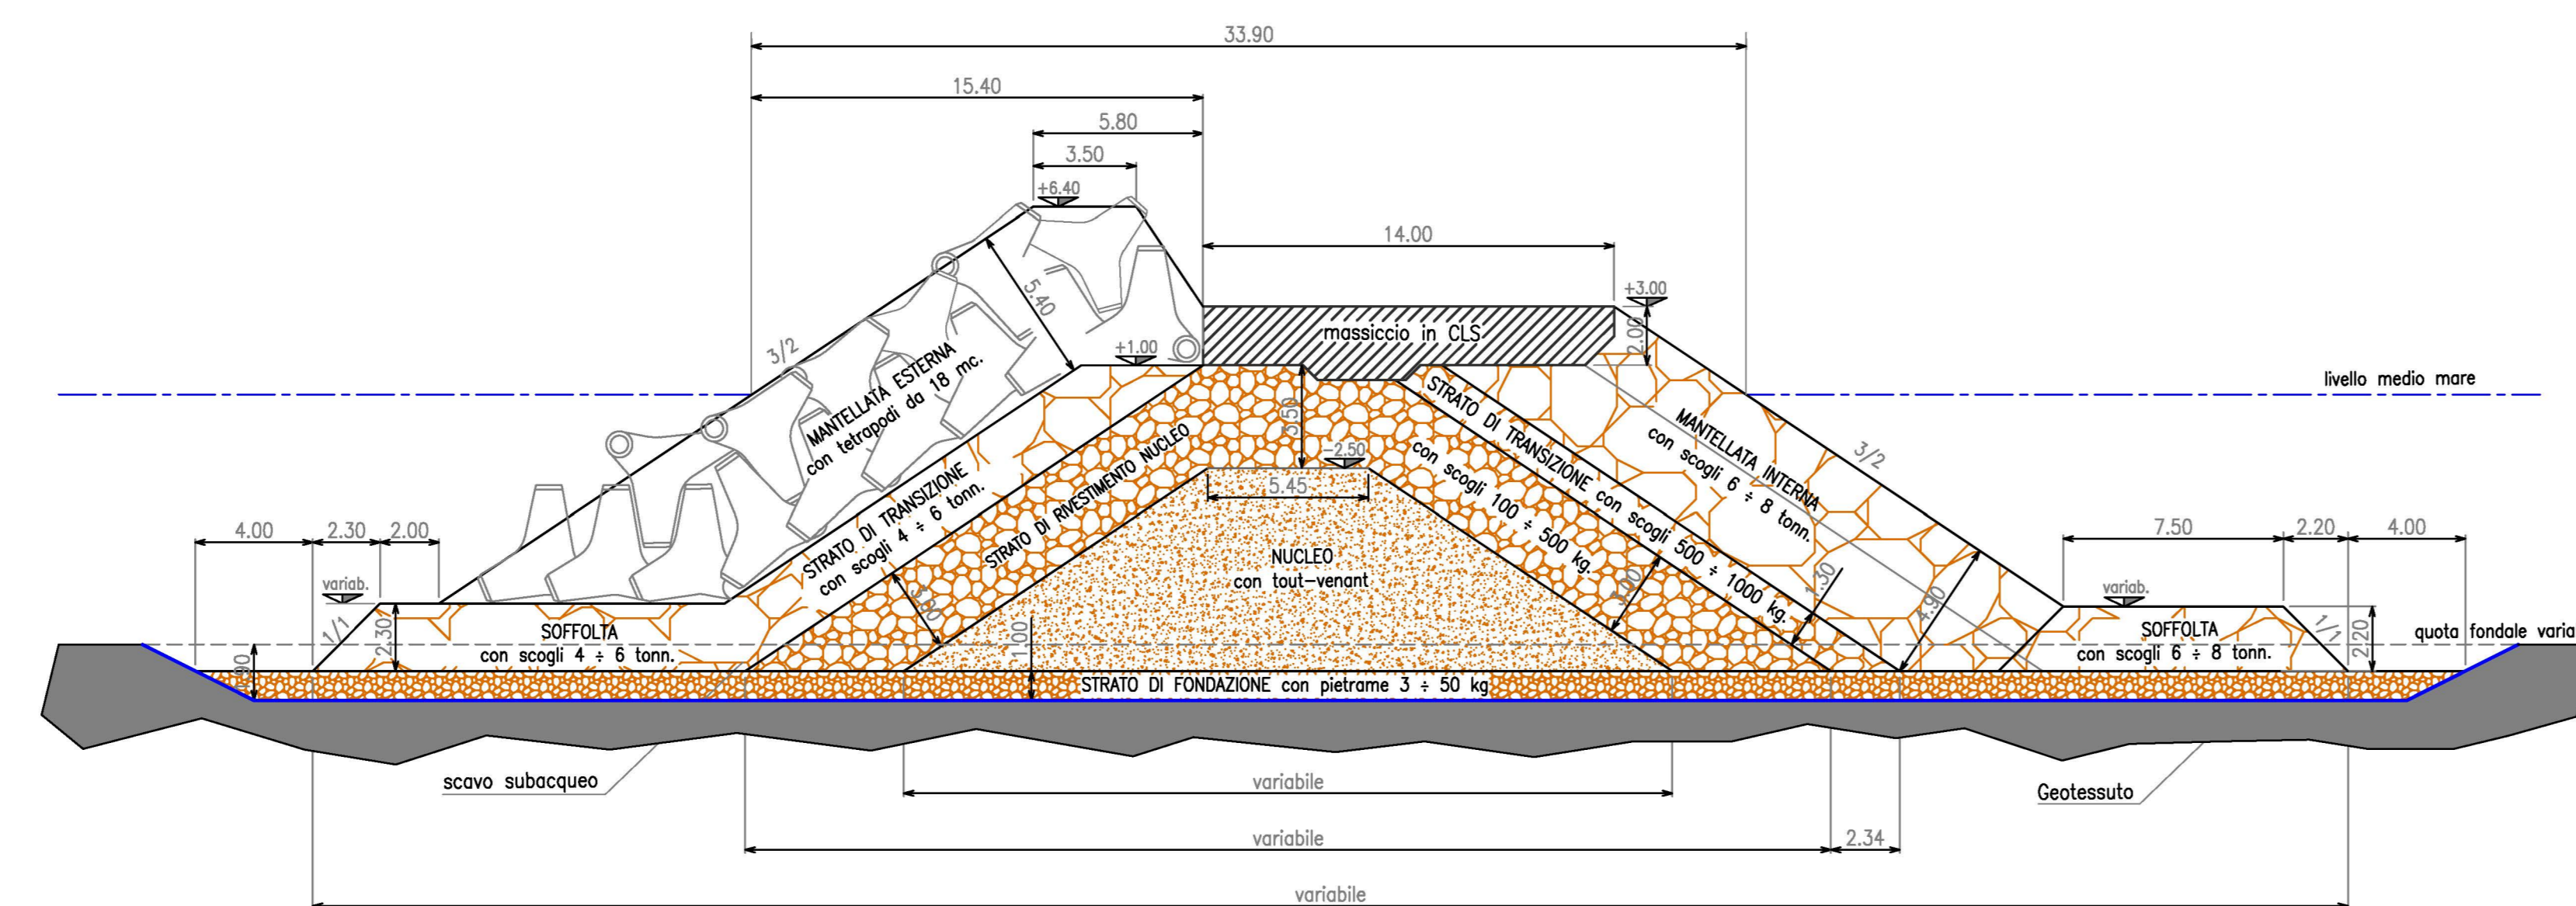 33.90
15.40
5.80
3.50
+6.40
14.00
+3.00
2.00
massiccio in CLS
5.40
+1.00
3/2
livello medio mare
MANTELLATA ESTERNA
con tetrapodi da 18 mc.
STRATO DI TRANSIZIONE
con scogli 4 ÷ 6 tonn.
STRATO DI RIVESTIMENTO NUCLEO
3.50
-2.50
5.45
con scogli 100 ÷ 500 kg.
STRATO DI TRANSIZIONE con scogli 500 ÷ 1000 kg.
MANTELLATA INTERNA
con scogli 6 ÷ 8 tonn.
3/2
NUCLEO
con tout-venant
4.00
2.30
2.00
7.50
2.20
4.00
variab.
variab.
1/1
2.30
SOFFOLTA
con scogli 4 ÷ 6 tonn.
3.00
1.00
3.00
1.30
4.90
SOFFOLTA
con scogli 6 ÷ 8 tonn.
1/1
2.20
quota fondale varia
STRATO DI FONDAZIONE con pietrame 3 ÷ 50 kg
scavo subacqueo
variabile
Geotessuto
variabile
2.34
variabile